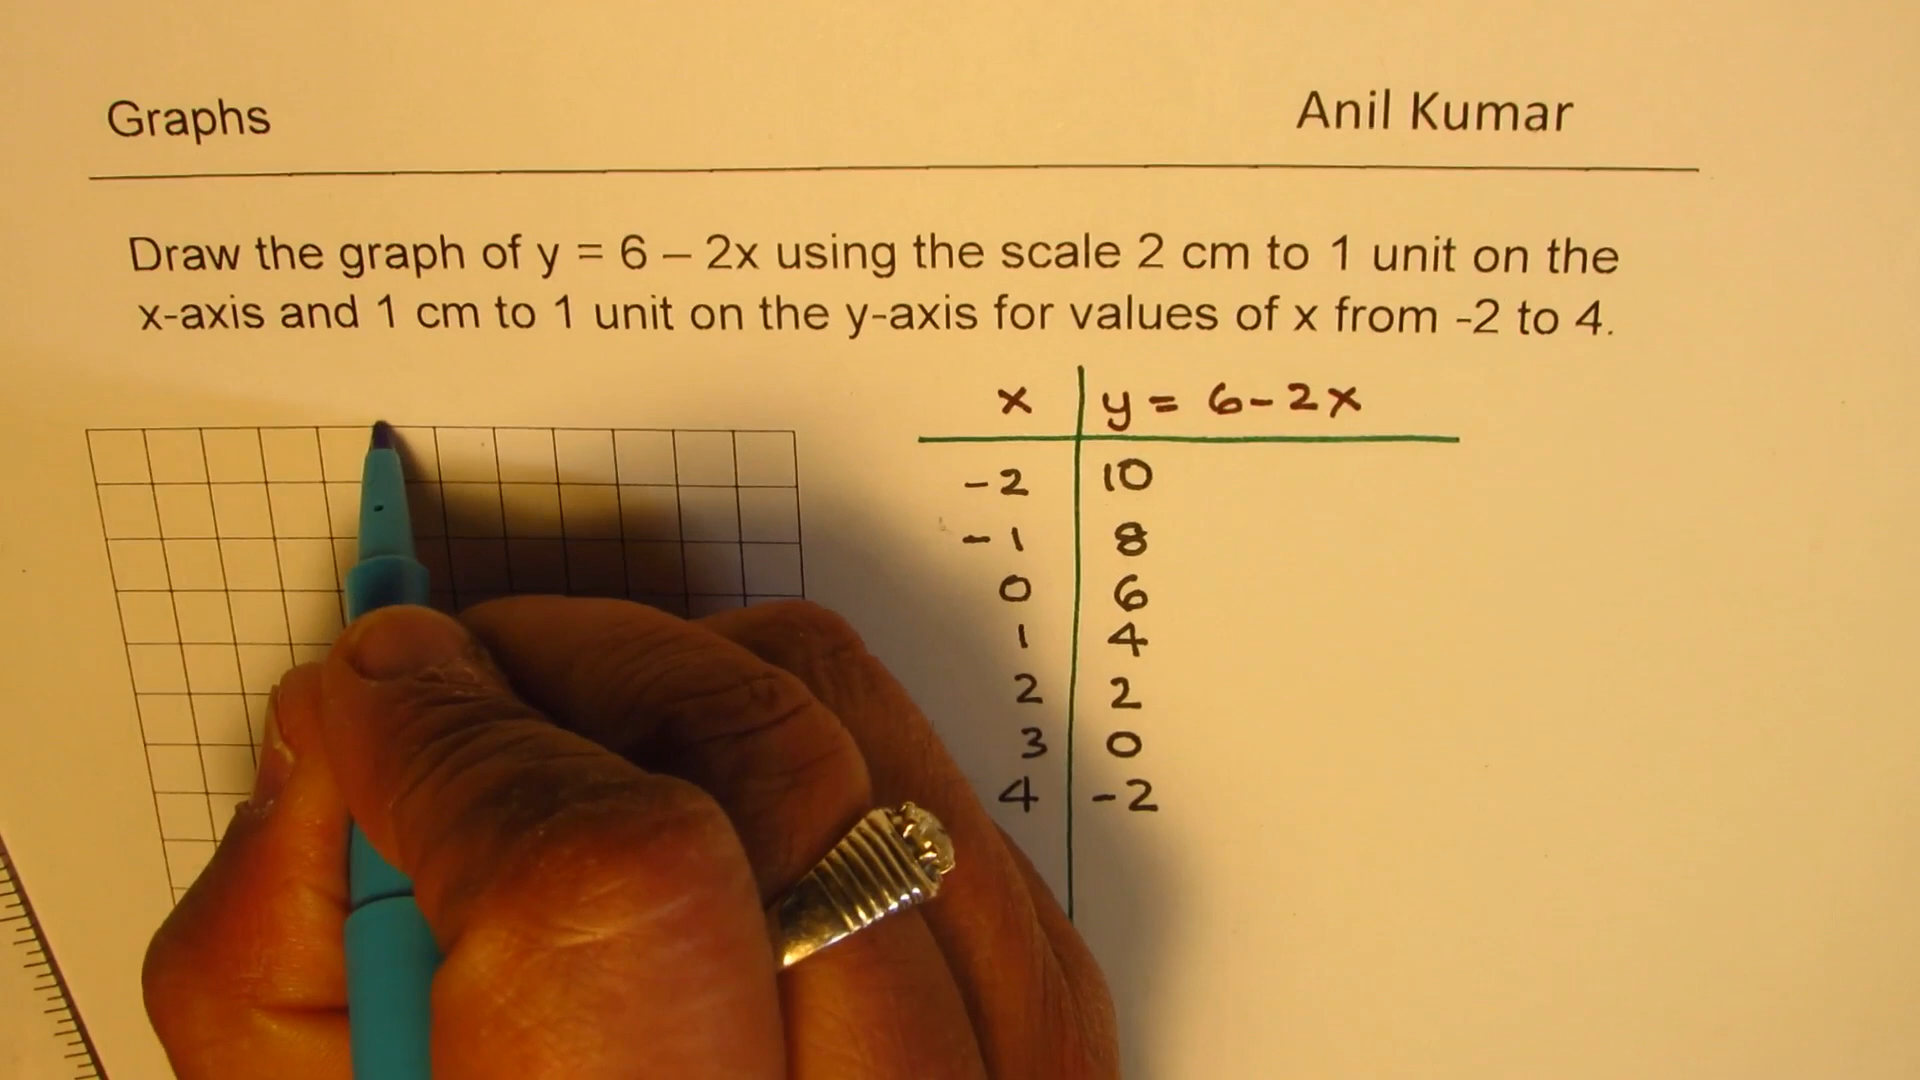 Graphs Anil Kumar
Draw the graph of y = 6 – 2x using the scale 2 cm to 1 unit on the
x-axis and 1 cm to 1 unit on the y-axis for values of x from -2 to 4.
x y = 6-2x
-2 10
-1 8
0 6
1 4
2 2
3 0
4 -2